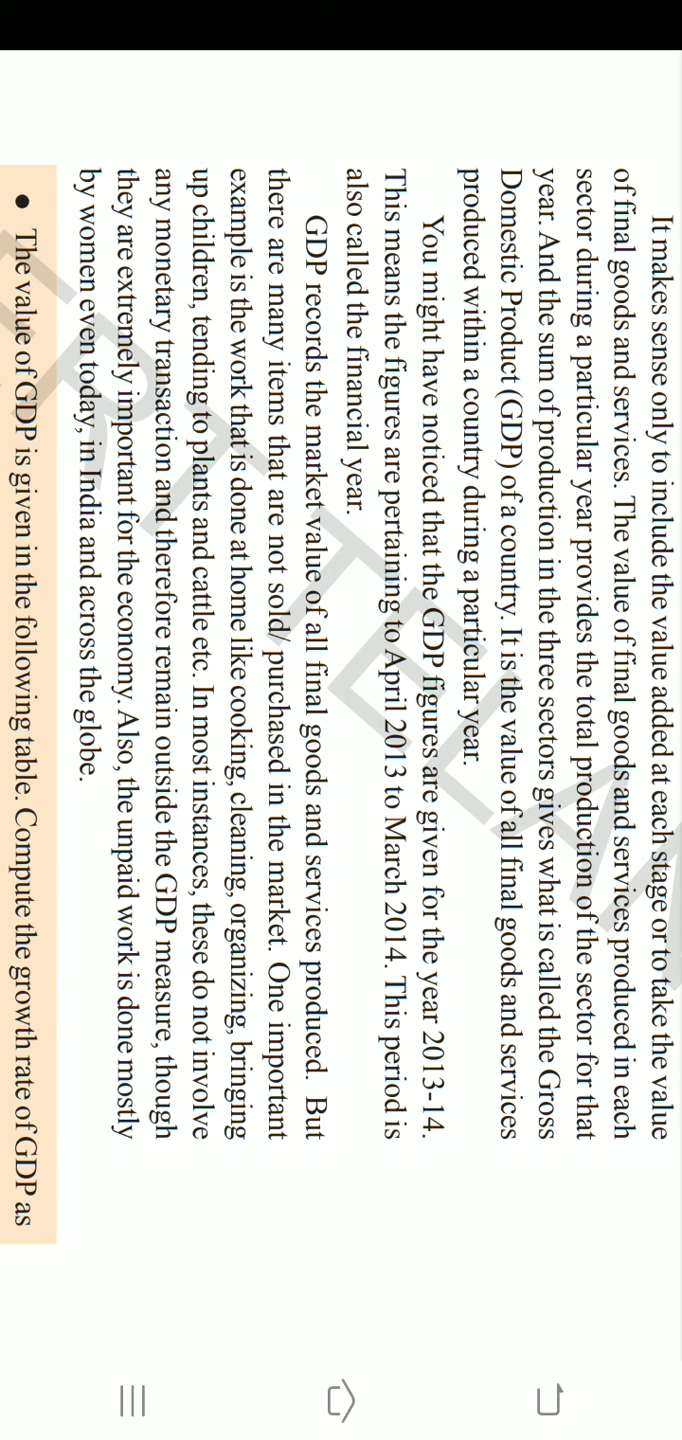 It makes sense only to include the value added at each stage or to take the value
of final goods and services. The value of final goods and services produced in each
sector during a particular year provides the total production of the sector for that
year. And the sum of production in the three sectors gives what is called the Gross
Domestic Product (GDP) of a country. It is the value of all final goods and services
produced within a country during a particular year.
You might have noticed that the GDP figures are given for the year 2013-14.
This means the figures are pertaining to April 2013 to March 2014. This period is
also called the financial year.
GDP records the market value of all final goods and services produced. But
there are many items that are not sold/ purchased in the market. One important
example is the work that is done at home like cooking, cleaning, organizing, bringing
up children, tending to plants and cattle etc. In most instances, these do not involve
any monetary transaction and therefore remain outside the GDP measure, though
they are extremely important for the economy. Also, the unpaid work is done mostly
by women even today, in India and across the globe.
• The value of GDP is given in the following table. Compute the growth rate of GDP as
ERT TELAN